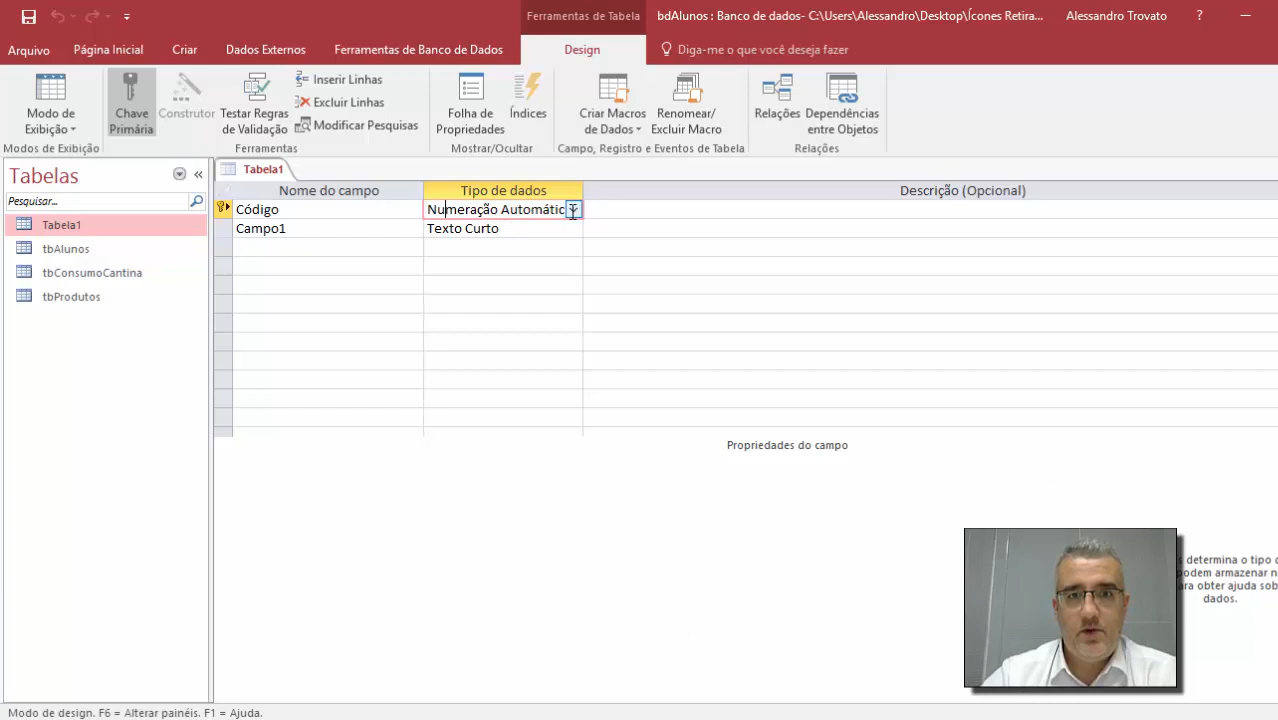 Ferramentas de Tabela
bdAlunos : Banco de dados- C:\Users\Alessandro\Desktop\Ícones Retira...
Alessandro Trovato
?
Arquivo
Página Inicial
Criar
Dados Externos
Ferramentas de Banco de Dados
Design
Diga-me o que você deseja fazer
Modo de
Exibição
Chave
Primária
Construtor
Testar Regras
de Validação
Inserir Linhas
Excluir Linhas
Modificar Pesquisas
Folha de
Propriedades
Índices
Criar Macros
de Dados
Renomear/
Excluir Macro
Relações
Dependências
entre Objetos
Modos de Exibição
Ferramentas
Mostrar/Ocultar
Campo, Registro e Eventos de Tabela
Relações
Tabelas
Pesquisar...
Tabela1
tbAlunos
tbConsumoCantina
tbProdutos
Tabela1
Nome do campo
Tipo de dados
Descrição (Opcional)
Código
Numeração Automátic
Campo1
Texto Curto
Propriedades do campo
s determina o tipo
podem armazenar n
ra obter ajuda sob
dados.
Modo de design. F6 = Alterar painéis. F1 = Ajuda.